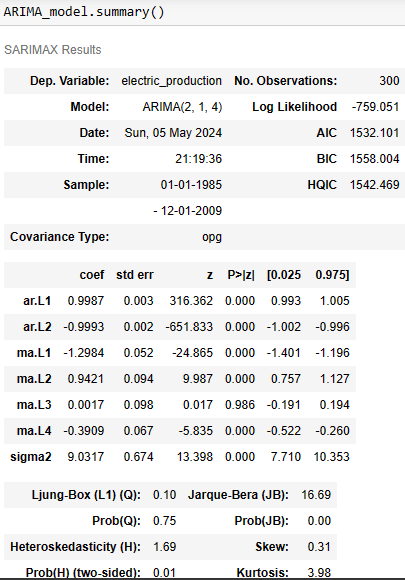 ARIMA_model.summary()
SARIMAX Results
Dep. Variable: electric_production No. Observations: 300
Model: ARIMA(2, 1, 4) Log Likelihood -759.051
Date: Sun, 05 May 2024 AIC 1532.101
Time: 21:19:36 BIC 1558.004
Sample: 01-01-1985 HQIC 1542.469
- 12-01-2009
Covariance Type: opg
coef std err z P>|z| [0.025 0.975]
ar.L1 0.9987 0.003 316.362 0.000 0.993 1.005
ar.L2 -0.9993 0.002 -651.833 0.000 -1.002 -0.996
ma.L1 -1.2984 0.052 -24.865 0.000 -1.401 -1.196
ma.L2 0.9421 0.094 9.987 0.000 0.757 1.127
ma.L3 0.0017 0.098 0.017 0.986 -0.191 0.194
ma.L4 -0.3909 0.067 -5.835 0.000 -0.522 -0.260
sigma2 9.0317 0.674 13.398 0.000 7.710 10.353
Ljung-Box (L1) (Q): 0.10 Jarque-Bera (JB): 16.69
Prob(Q): 0.75 Prob(JB): 0.00
Heteroskedasticity (H): 1.69 Skew: 0.31
Prob(H) (two-sided): 0.01 Kurtosis: 3.98